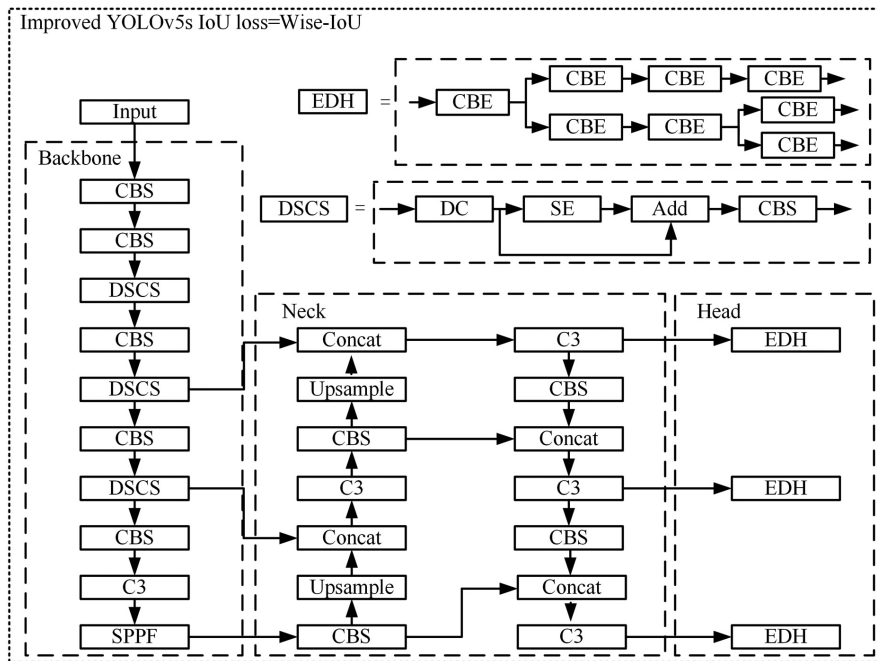 Improved YOLOv5s IoU loss=Wise-IoU
EDH
=
CBE
CBE
CBE
CBE
CBE
CBE
CBE
CBE
DSCS
=
DC
SE
Add
CBS
Input
Backbone
CBS
CBS
DSCS
CBS
DSCS
CBS
DSCS
CBS
C3
SPPF
Neck
Concat
Upsample
CBS
C3
Concat
Upsample
CBS
C3
CBS
Concat
C3
CBS
Concat
C3
Head
EDH
EDH
EDH